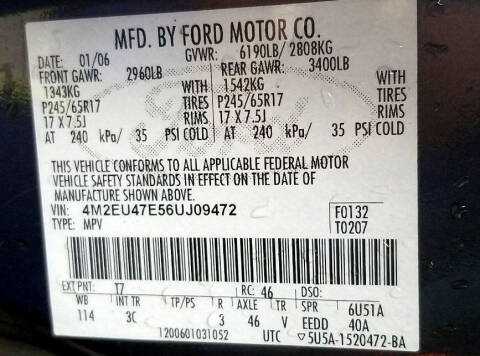 MFD. BY FORD MOTOR CO.
DATE: 01/06 GVWR: 6190LB/ 2808KG
FRONT GAWR: 2960LB REAR GAWR: 3400LB
1343KG WITH 1542KG WITH
P245/65R17 TIRES P245/65R17 TIRES
17 X 7.5J RIMS 17 X 7.5J RIMS
AT 240 kPa/ 35 PSI COLD AT 240 kPa/ 35 PSI COLD
THIS VEHICLE CONFORMS TO ALL APPLICABLE FEDERAL MOTOR
VEHICLE SAFETY STANDARDS IN EFFECT ON THE DATE OF
MANUFACTURE SHOWN ABOVE.
VIN: 4M2EU47E56UJ09472 F0132
TYPE: MPV T0207
EXT PNT: T7 RC: 46 DSO:
WB INT TR TP/PS R AXLE TR SPR 6U51A
114 3C 3 46 V EEDD 40A
1200601031052 UTC ▽5U5A-1520472-BA